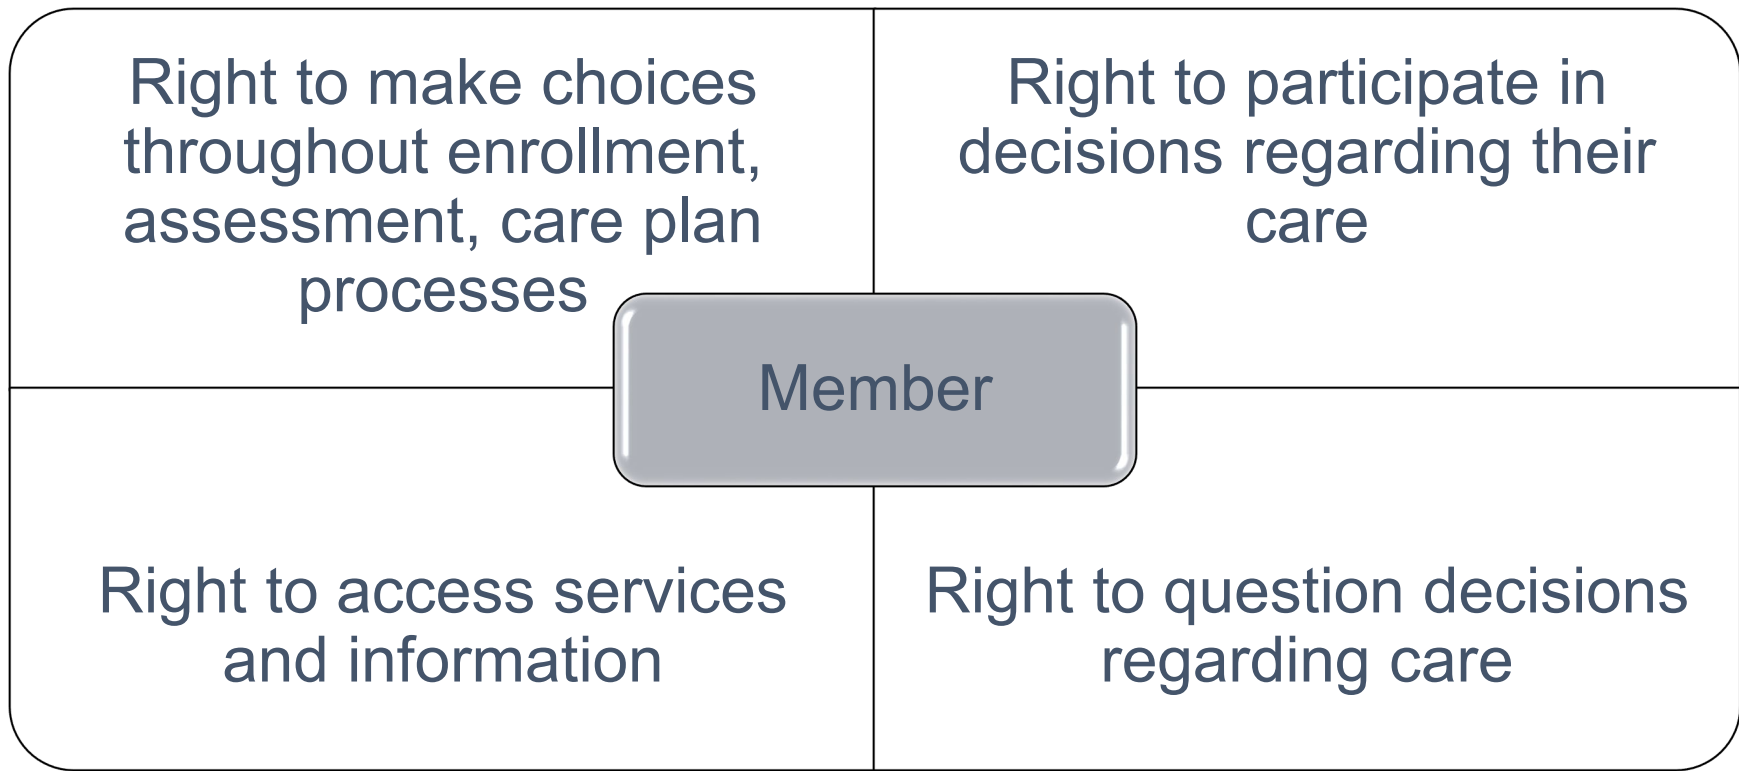 Right to make choices
throughout enrollment,
assessment, care plan
processes
Right to participate in
decisions regarding their
care
Member
Right to access services
and information
Right to question decisions
regarding care